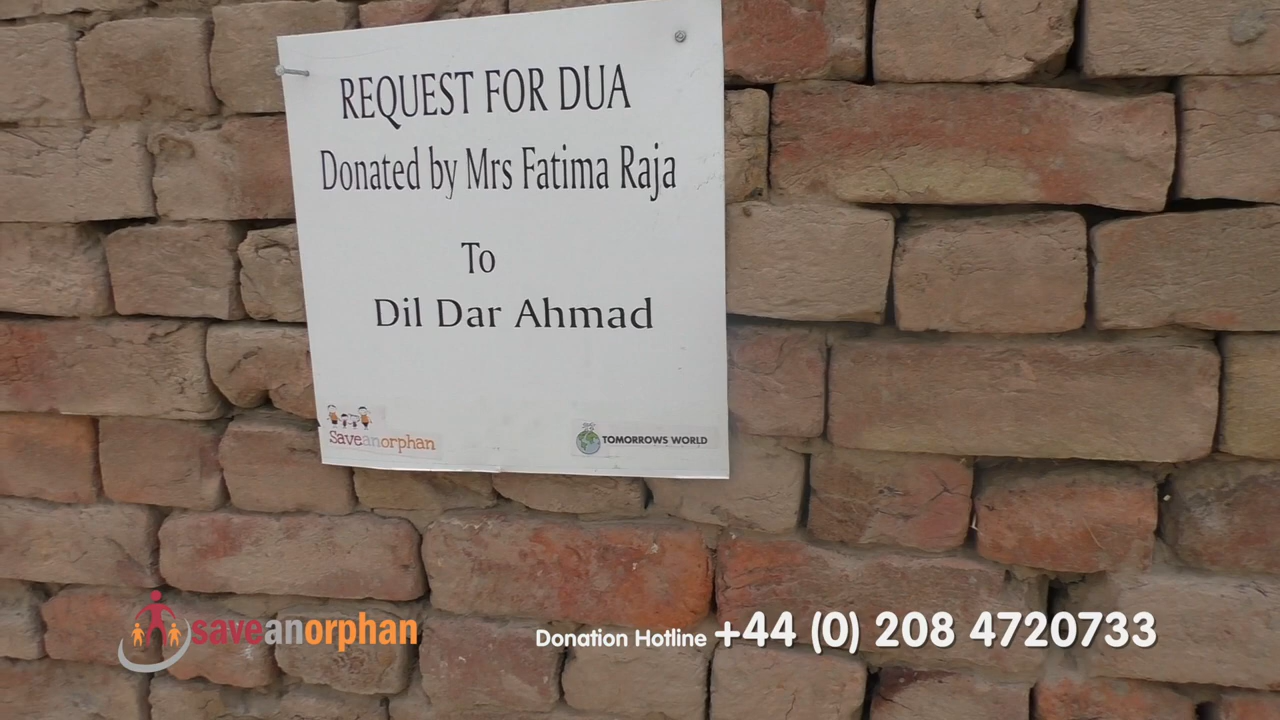 REQUEST FOR DUA
Donated by Mrs Fatima Raja
To
Dil Dar Ahmad
Saveanorphan
TOMORROWS WORLD
saveanorphan
Donation Hotline +44 (0) 208 4720733